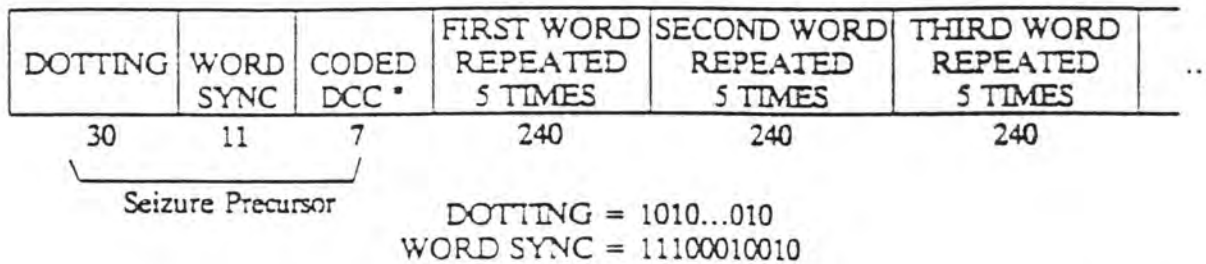 DOTTING
WORD
SYNC
CODED
DCC *
FIRST WORD
REPEATED
5 TIMES
SECOND WORD
REPEATED
5 TIMES
THIRD WORD
REPEATED
5 TIMES
..
30 11 7 240 240 240
Seizure Precursor
DOTTING = 1010...010
WORD SYNC = 11100010010